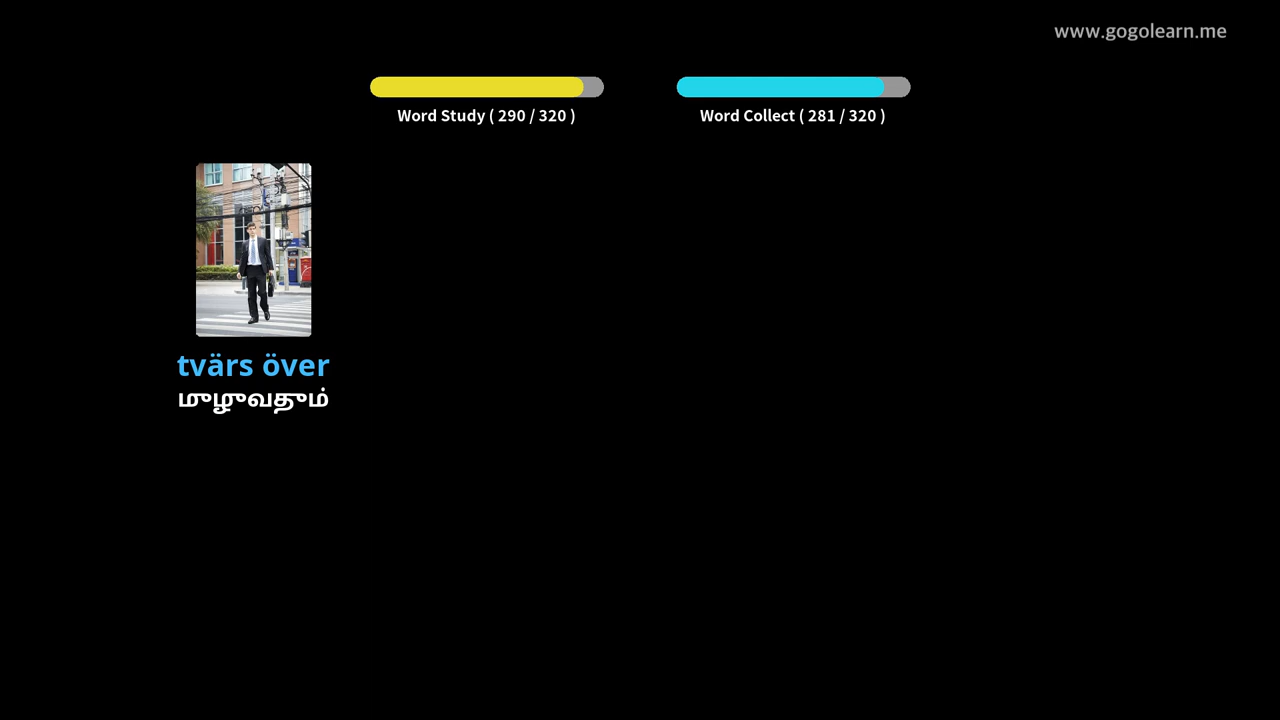 www.gogolearn.me
Word Study ( 290 / 320 )
Word Collect ( 281 / 320 )
tvärs över
முழுவதும்